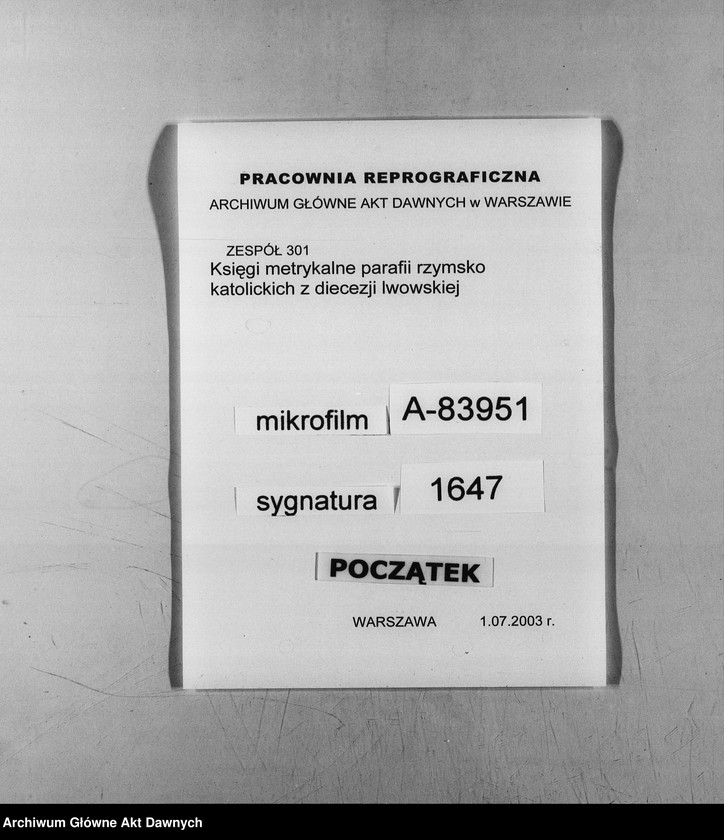 PRACOWNIA REPROGRAFICZNA
ARCHIWUM GŁÓWNE AKT DAWNYCH w WARSZAWIE
ZESPÓŁ 301
Księgi metrykalne parafii rzymsko
katolickich z diecezji lwowskiej
mikrofilm A-83951
sygnatura 1647
POCZĄTEK
WARSZAWA 1.07.2003 r.
Archiwum Główne Akt Dawnych